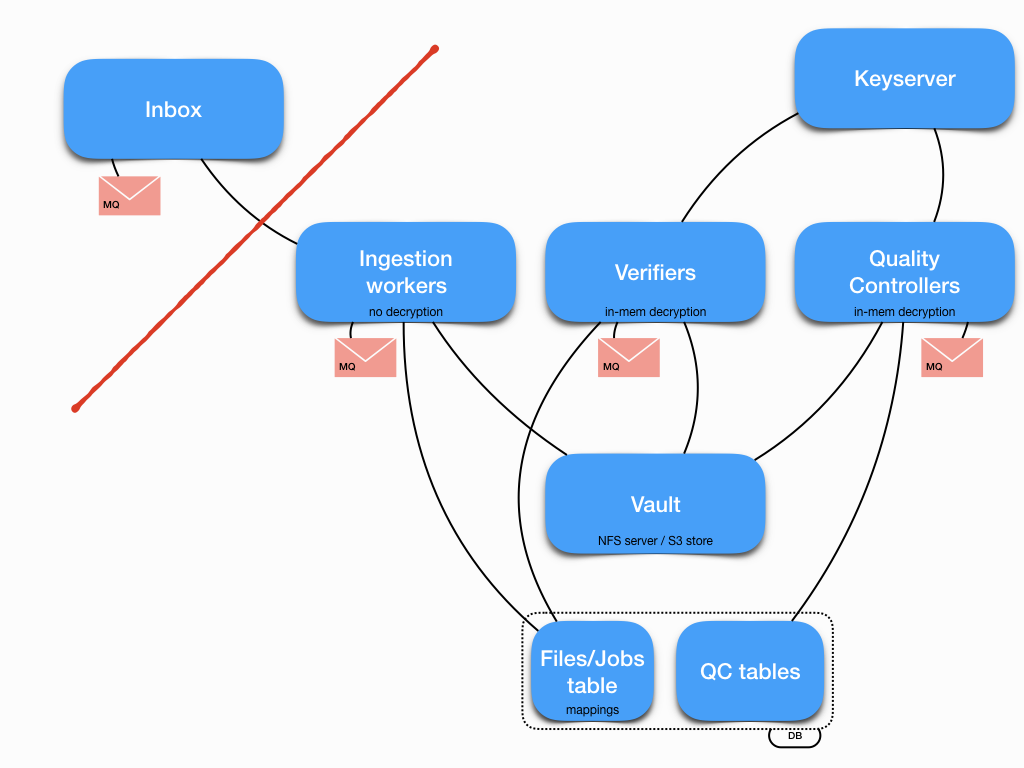 Keyserver
Inbox
MQ
Ingestion
workers
no decryption
Verifiers
in-mem decryption
Quality
Controllers
in-mem decryption
MQ
MQ
MQ
Vault
NFS server / S3 store
Files/Jobs
table
mappings
QC tables
DB